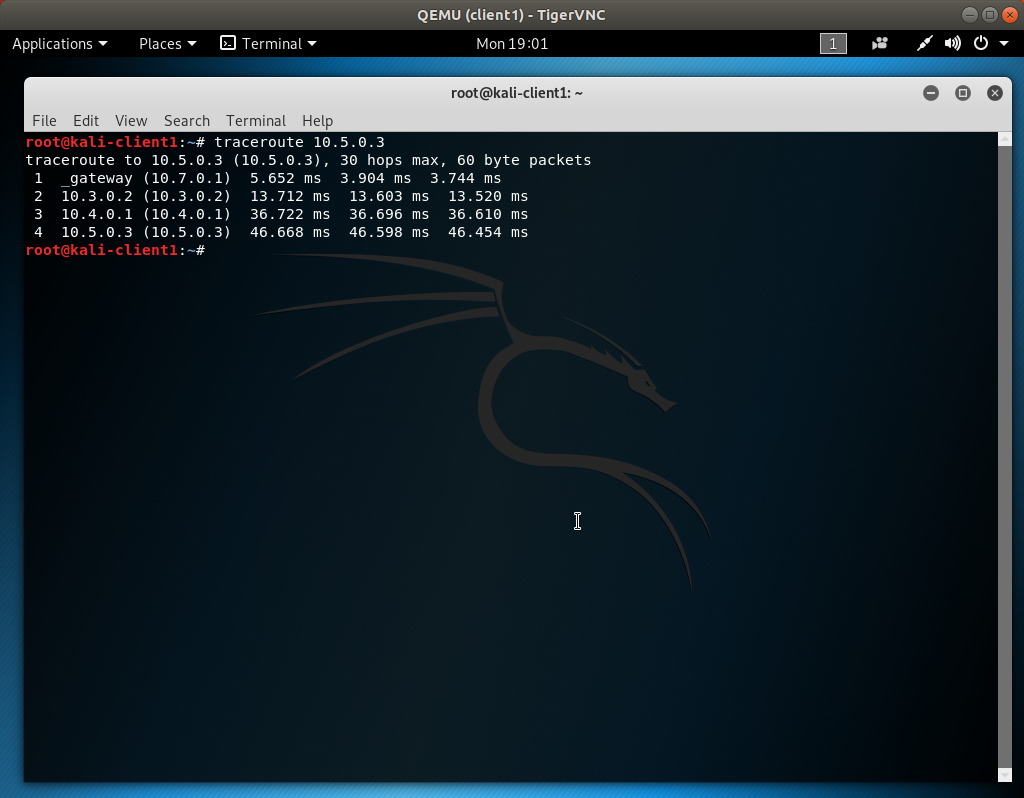 QEMU (client1) - TigerVNC
Applications Places Terminal Mon 19:01 1
root@kali-client1: ~
File Edit View Search Terminal Help
root@kali-client1:~# traceroute 10.5.0.3
traceroute to 10.5.0.3 (10.5.0.3), 30 hops max, 60 byte packets
 1  _gateway (10.7.0.1)  5.652 ms  3.904 ms  3.744 ms
 2  10.3.0.2 (10.3.0.2)  13.712 ms  13.603 ms  13.520 ms
 3  10.4.0.1 (10.4.0.1)  36.722 ms  36.696 ms  36.610 ms
 4  10.5.0.3 (10.5.0.3)  46.668 ms  46.598 ms  46.454 ms
root@kali-client1:~#